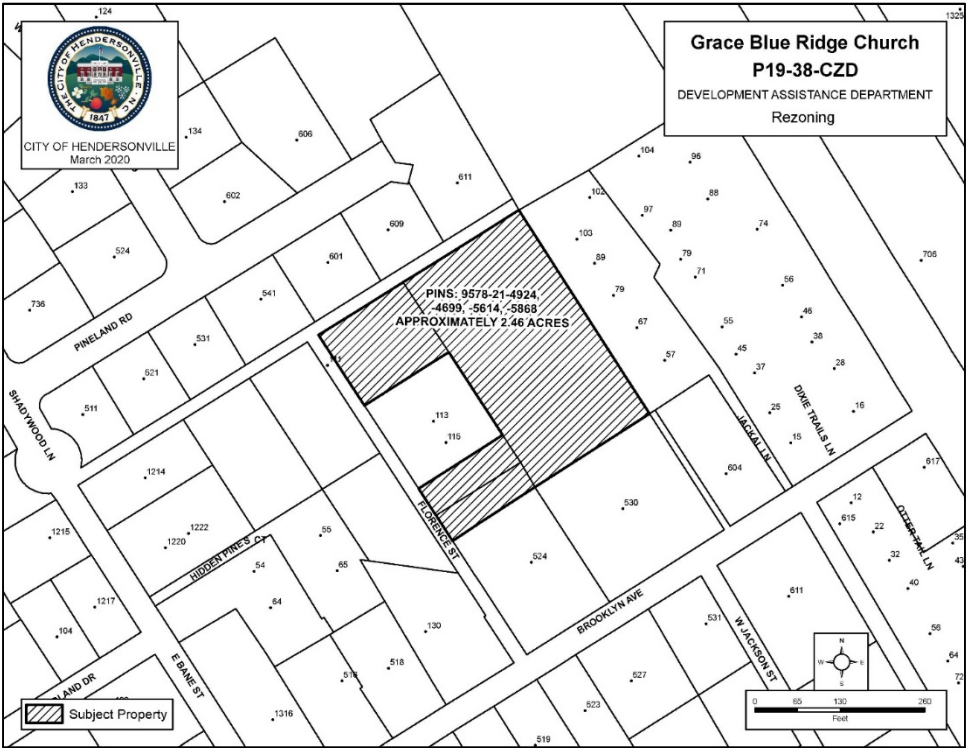 124
1325
THE CITY OF HENDERSONVILLE, NC
1847
CITY OF HENDERSONVILLE
March 2020
Grace Blue Ridge Church
P19-38-CZD
DEVELOPMENT ASSISTANCE DEPARTMENT
Rezoning
134
606
133
602
611
104
96
102
88
97
89
74
524
609
103
601
89
79
71
706
541
736
PINELAND RD
531
PINS: 9578-21-4924,
-4699, -5614, -5868
APPROXIMATELY 2.46 ACRES
79
56
67
55
46
38
521
57
45
37
28
511
SHADYWOOD LN
113
115
25
16
DIXIE TRAILS LN
JACKAL LN
15
1214
604
617
1222
1220
1215
HIDDEN PINES CT
55
54
65
FLORENCE ST
530
524
12
615
22
OTTER TAIL LN
35
32
43
40
1217
64
104
130
BROOKLYN AVE
531
611
W JACKSON ST
56
64
72
E BANE ST
518
527
523
1316
519
N
W
E
S
Subject Property
0 65 130 260
Feet